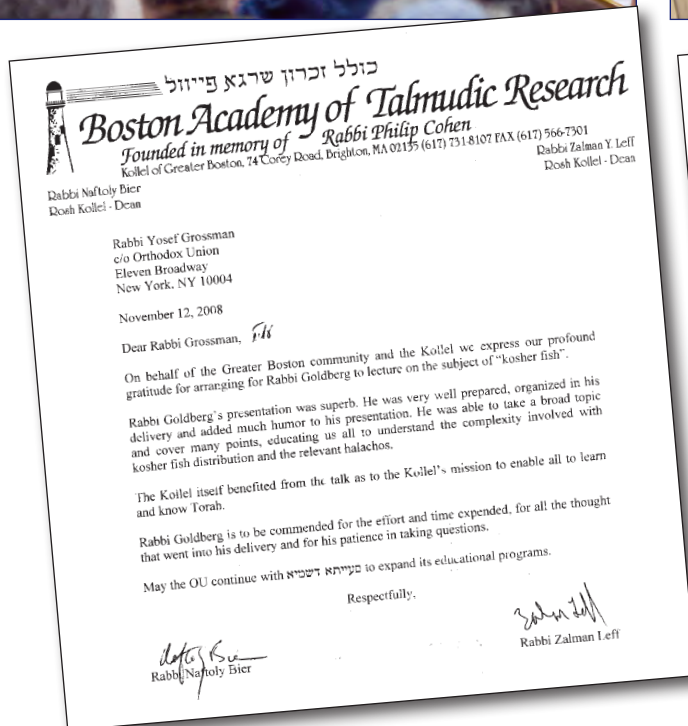 כולל זכרון שרגא פייוול
Boston Academy of Talmudic Research
Founded in memory of Rabbi Philip Cohen
Kollel of Greater Boston, 74 Corey Road, Brighton, MA 02135 (617) 731-8107 FAX (617) 566-7301
Rabbi Naftoly Bier
Rosh Kollel - Dean
Rabbi Zalman Y. Leff
Rosh Kollel - Dean
Rabbi Yosef Grossman
c/o Orthodox Union
Eleven Broadway
New York, NY 10004
November 12, 2008
Dear Rabbi Grossman,
On behalf of the Greater Boston community and the Kollel we express our profound
gratitude for arranging for Rabbi Goldberg to lecture on the subject of “kosher fish”.
Rabbi Goldberg's presentation was superb. He was very well prepared, organized in his
delivery and added much humor to his presentation. He was able to take a broad topic
and cover many points, educating us all to understand the complexity involved with
kosher fish distribution and the relevant halachos.
The Kollel itself benefited from the talk as to the Kollel's mission to enable all to learn
and know Torah.
Rabbi Goldberg is to be commended for the effort and time expended, for all the thought
that went into his delivery and for his patience in taking questions.
May the OU continue with סעייתא דשמיא to expand its educational programs.
Respectfully,
Rabbi Naftoly Bier
Zalman Leff
Rabbi Zalman Leff